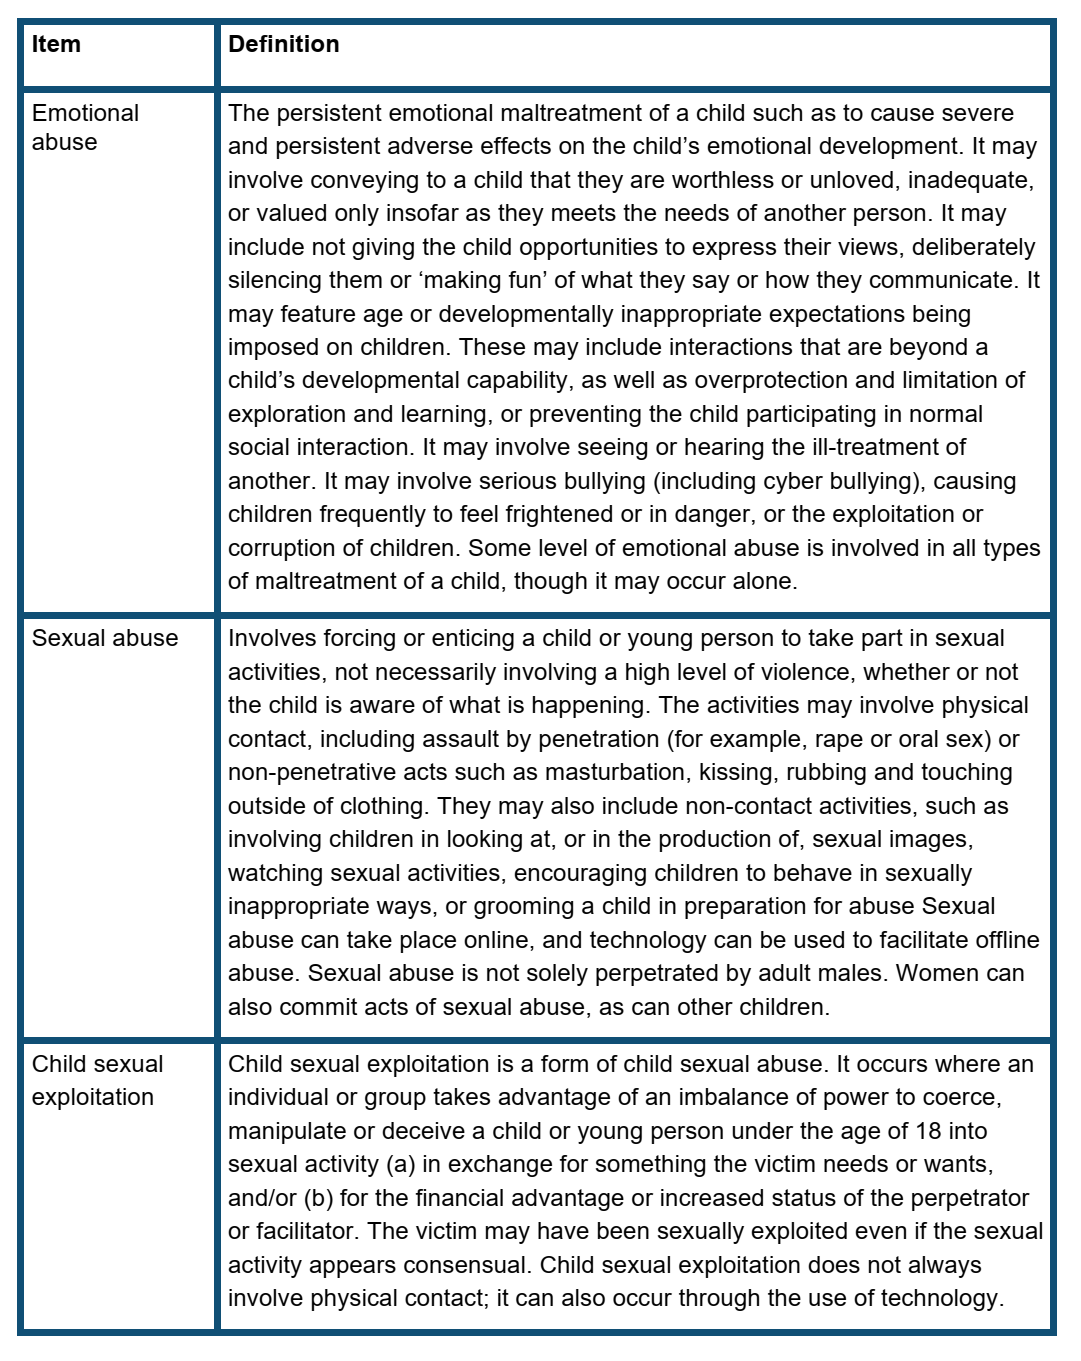 Item
Definition
Emotional
abuse
The persistent emotional maltreatment of a child such as to cause severe
and persistent adverse effects on the child’s emotional development. It may
involve conveying to a child that they are worthless or unloved, inadequate,
or valued only insofar as they meets the needs of another person. It may
include not giving the child opportunities to express their views, deliberately
silencing them or ‘making fun’ of what they say or how they communicate. It
may feature age or developmentally inappropriate expectations being
imposed on children. These may include interactions that are beyond a
child’s developmental capability, as well as overprotection and limitation of
exploration and learning, or preventing the child participating in normal
social interaction. It may involve seeing or hearing the ill-treatment of
another. It may involve serious bullying (including cyber bullying), causing
children frequently to feel frightened or in danger, or the exploitation or
corruption of children. Some level of emotional abuse is involved in all types
of maltreatment of a child, though it may occur alone.
Sexual abuse
Involves forcing or enticing a child or young person to take part in sexual
activities, not necessarily involving a high level of violence, whether or not
the child is aware of what is happening. The activities may involve physical
contact, including assault by penetration (for example, rape or oral sex) or
non-penetrative acts such as masturbation, kissing, rubbing and touching
outside of clothing. They may also include non-contact activities, such as
involving children in looking at, or in the production of, sexual images,
watching sexual activities, encouraging children to behave in sexually
inappropriate ways, or grooming a child in preparation for abuse Sexual
abuse can take place online, and technology can be used to facilitate offline
abuse. Sexual abuse is not solely perpetrated by adult males. Women can
also commit acts of sexual abuse, as can other children.
Child sexual
exploitation
Child sexual exploitation is a form of child sexual abuse. It occurs where an
individual or group takes advantage of an imbalance of power to coerce,
manipulate or deceive a child or young person under the age of 18 into
sexual activity (a) in exchange for something the victim needs or wants,
and/or (b) for the financial advantage or increased status of the perpetrator
or facilitator. The victim may have been sexually exploited even if the sexual
activity appears consensual. Child sexual exploitation does not always
involve physical contact; it can also occur through the use of technology.